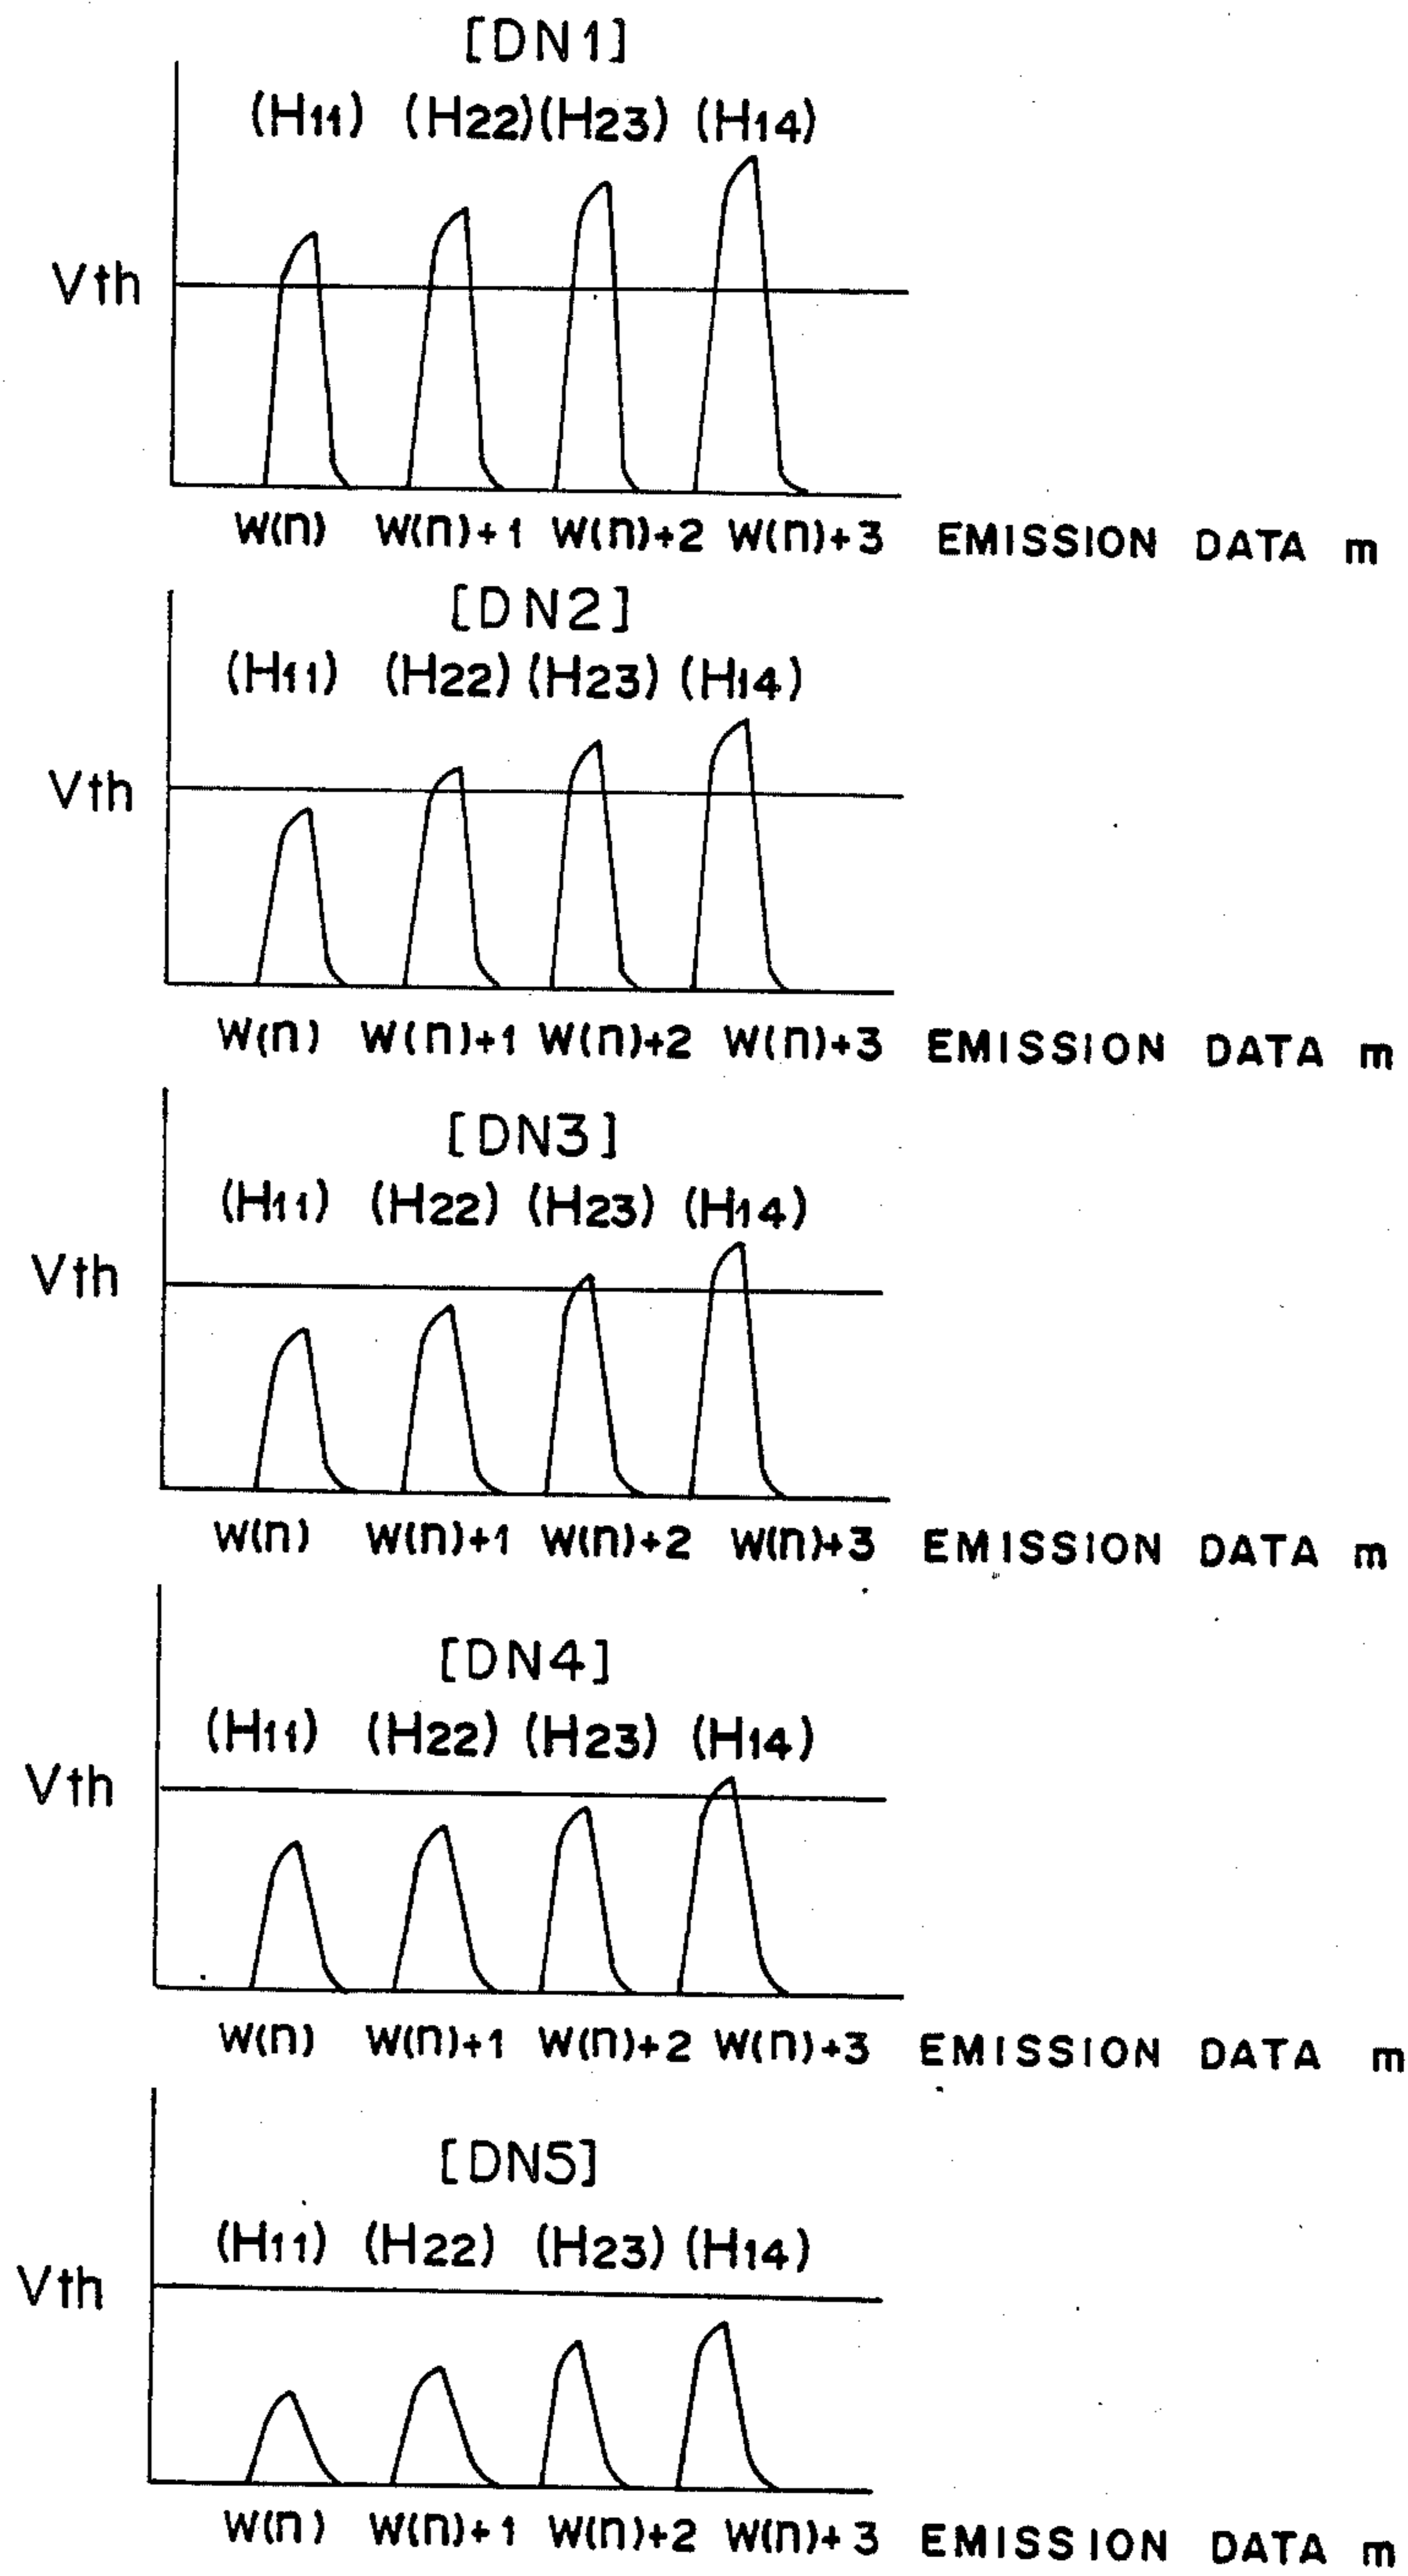 [DN1]
(H11) (H22) (H23) (H14)
Vth
W(n) W(n)+1 W(n)+2 W(n)+3 EMISSION DATA m
[DN2]
(H11) (H22) (H23) (H14)
Vth
W(n) W(n)+1 W(n)+2 W(n)+3 EMISSION DATA m
[DN3]
(H11) (H22) (H23) (H14)
Vth
W(n) W(n)+1 W(n)+2 W(n)+3 EMISSION DATA m
[DN4]
(H11) (H22) (H23) (H14)
Vth
W(n) W(n)+1 W(n)+2 W(n)+3 EMISSION DATA m
[DN5]
(H11) (H22) (H23) (H14)
Vth
W(n) W(n)+1 W(n)+2 W(n)+3 EMISSION DATA m